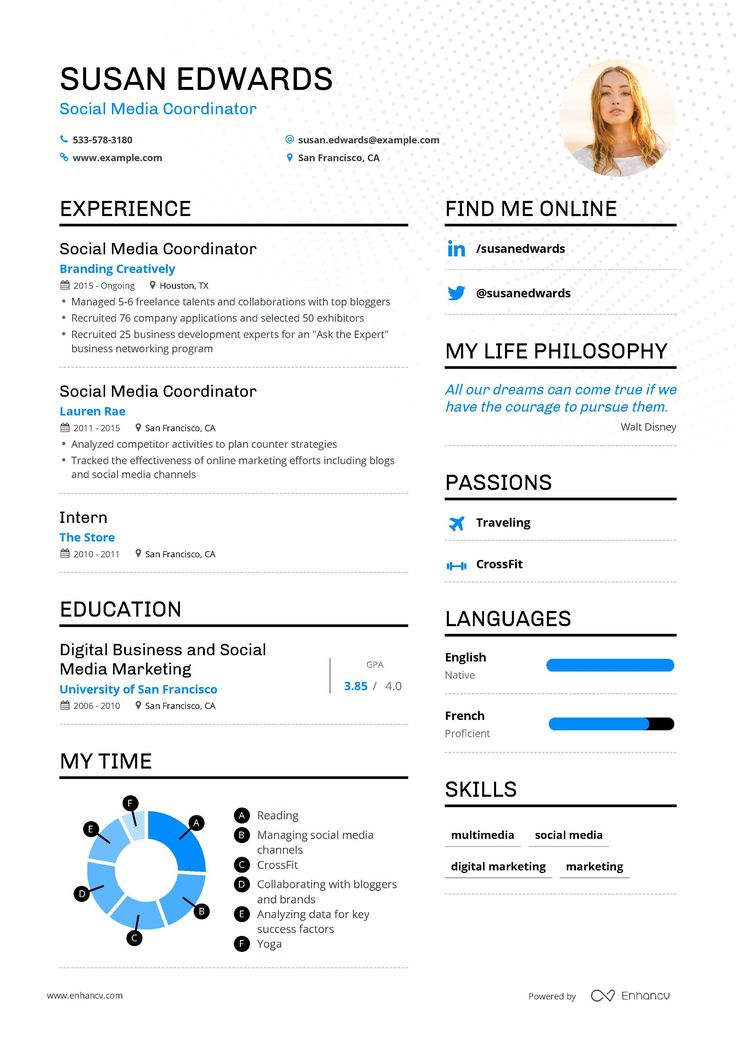 SUSAN EDWARDS
Social Media Coordinator
533-578-3180
susan.edwards@example.com
www.example.com
San Francisco, CA
EXPERIENCE
Social Media Coordinator
Branding Creatively
2015 - Ongoing Houston, TX
• Managed 5-6 freelance talents and collaborations with top bloggers
• Recruited 76 company applications and selected 50 exhibitors
• Recruited 25 business development experts for an "Ask the Expert"
business networking program
Social Media Coordinator
Lauren Rae
2011 - 2015 San Francisco, CA
• Analyzed competitor activities to plan counter strategies
• Tracked the effectiveness of online marketing efforts including blogs
and social media channels
Intern
The Store
2010 - 2011 San Francisco, CA
EDUCATION
Digital Business and Social
Media Marketing
University of San Francisco
2006 - 2010 San Francisco, CA
GPA
3.85 / 4.0
MY TIME
A
B
C
D
E
F
A Reading
B Managing social media
channels
C CrossFit
D Collaborating with bloggers
and brands
E Analyzing data for key
success factors
F Yoga
FIND ME ONLINE
in /susanedwards
@susanedwards
MY LIFE PHILOSOPHY
All our dreams can come true if we
have the courage to pursue them.
Walt Disney
PASSIONS
Traveling
CrossFit
LANGUAGES
English
Native
French
Proficient
SKILLS
multimedia social media
digital marketing marketing
www.enhancv.com
Powered by Enhancv